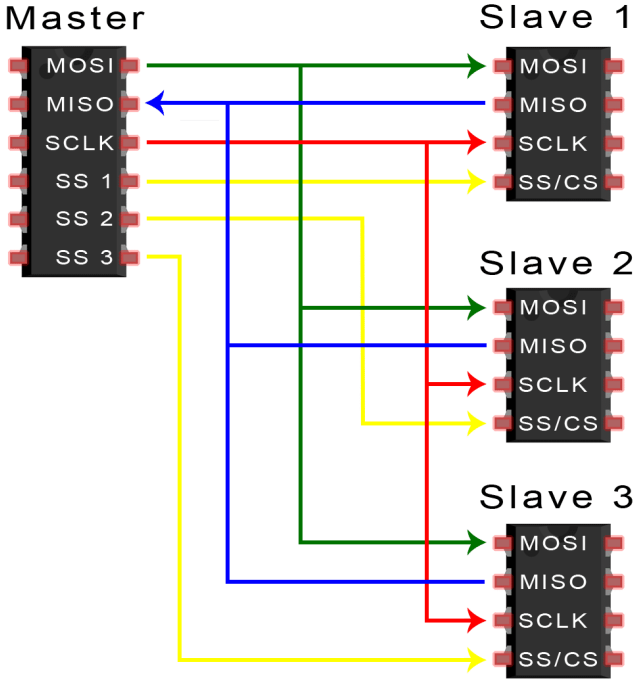 Master
MOSI
MISO
SCLK
SS 1
SS 2
SS 3
Slave 1
MOSI
MISO
SCLK
SS/CS
Slave 2
MOSI
MISO
SCLK
SS/CS
Slave 3
MOSI
MISO
SCLK
SS/CS